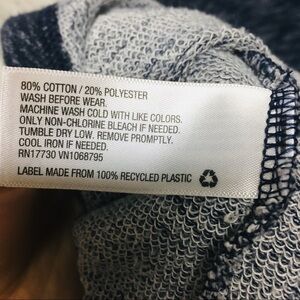 80% COTTON / 20% POLYESTER
WASH BEFORE WEAR.
MACHINE WASH COLD WITH LIKE COLORS.
ONLY NON-CHLORINE BLEACH IF NEEDED.
TUMBLE DRY LOW. REMOVE PROMPTLY.
COOL IRON IF NEEDED.
RN17730 VN1068795
LABEL MADE FROM 100% RECYCLED PLASTIC